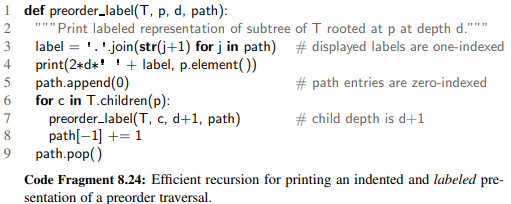 1 def preorder_label(T, p, d, path):
2 """Print labeled representation of subtree of T rooted at p at depth d."""
3 label = '.'.join(str(j+1) for j in path) # displayed labels are one-indexed
4 print(2*d*' ' + label, p.element())
5 path.append(0) # path entries are zero-indexed
6 for c in T.children(p):
7 preorder_label(T, c, d+1, path) # child depth is d+1
8 path[−1] += 1
9 path.pop()
Code Fragment 8.24: Efficient recursion for printing an indented and labeled pre-
sentation of a preorder traversal.